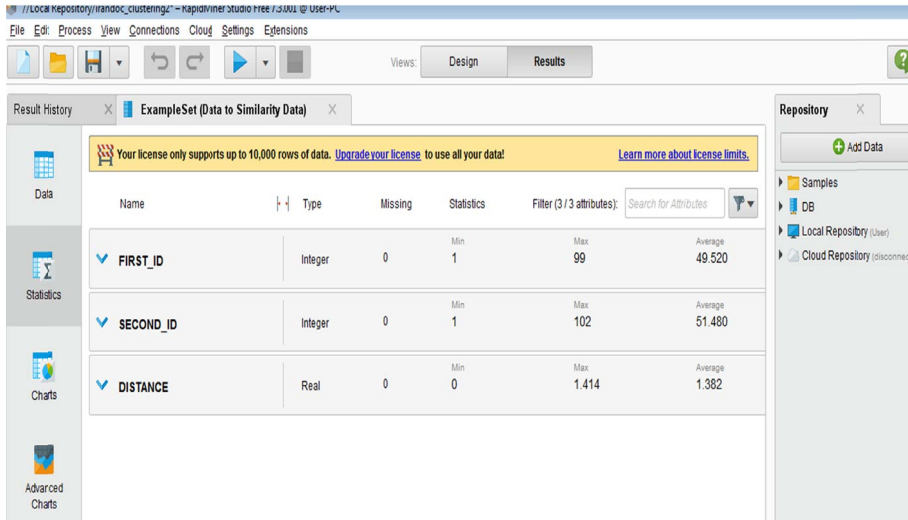 //Local Repository/irandoc_clustering2* – RapidMiner Studio Free 7.3.001 @ User-PC
File Edit Process View Connections Cloud Settings Extensions
Views: Design Results
Result History ExampleSet (Data to Similarity Data) Repository
Your license only supports up to 10,000 rows of data. Upgrade your license to use all your data! Learn more about license limits.
Add Data
Data
Name Type Missing Statistics Filter (3 / 3 attributes): Search for Attributes
Samples
DB
Local Repository (User)
Cloud Repository (disconnec
Min Max Average
FIRST_ID Integer 0 1 99 49.520
Statistics
Min Max Average
SECOND_ID Integer 0 1 102 51.480
Min Max Average
DISTANCE Real 0 0 1.414 1.382
Charts
Advanced
Charts